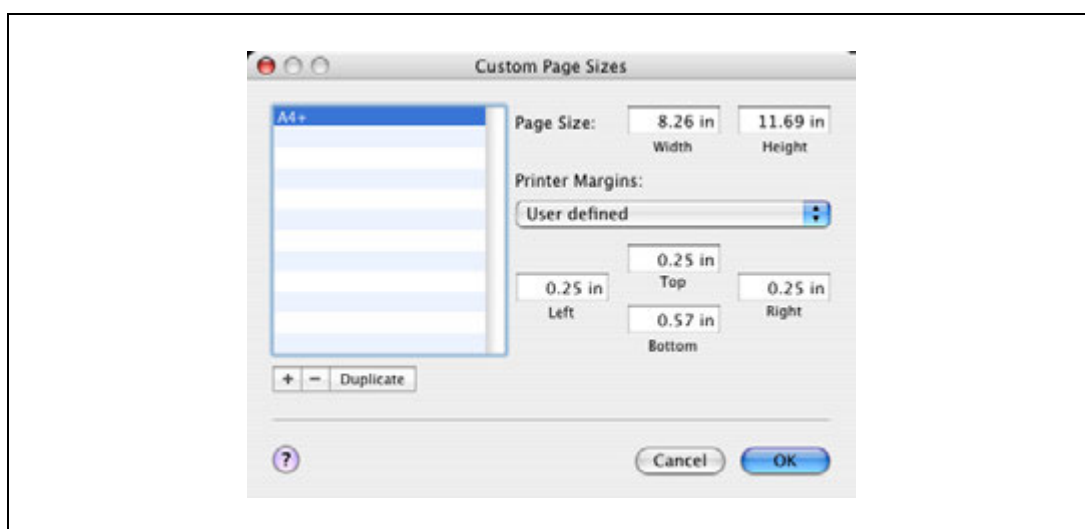 Custom Page Sizes
A4+
Page Size:
8.26 in
11.69 in
Width
Height
Printer Margins:
User defined
0.25 in
Top
0.25 in
Left
0.25 in
Right
0.57 in
Bottom
+ − Duplicate
?
Cancel
OK